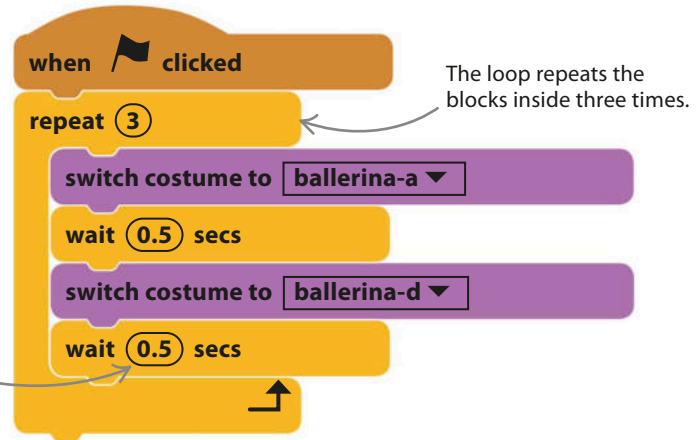 when clicked
The loop repeats the
blocks inside three times.
repeat 3
switch costume to ballerina-a
wait 0.5 secs
switch costume to ballerina-d
wait 0.5 secs